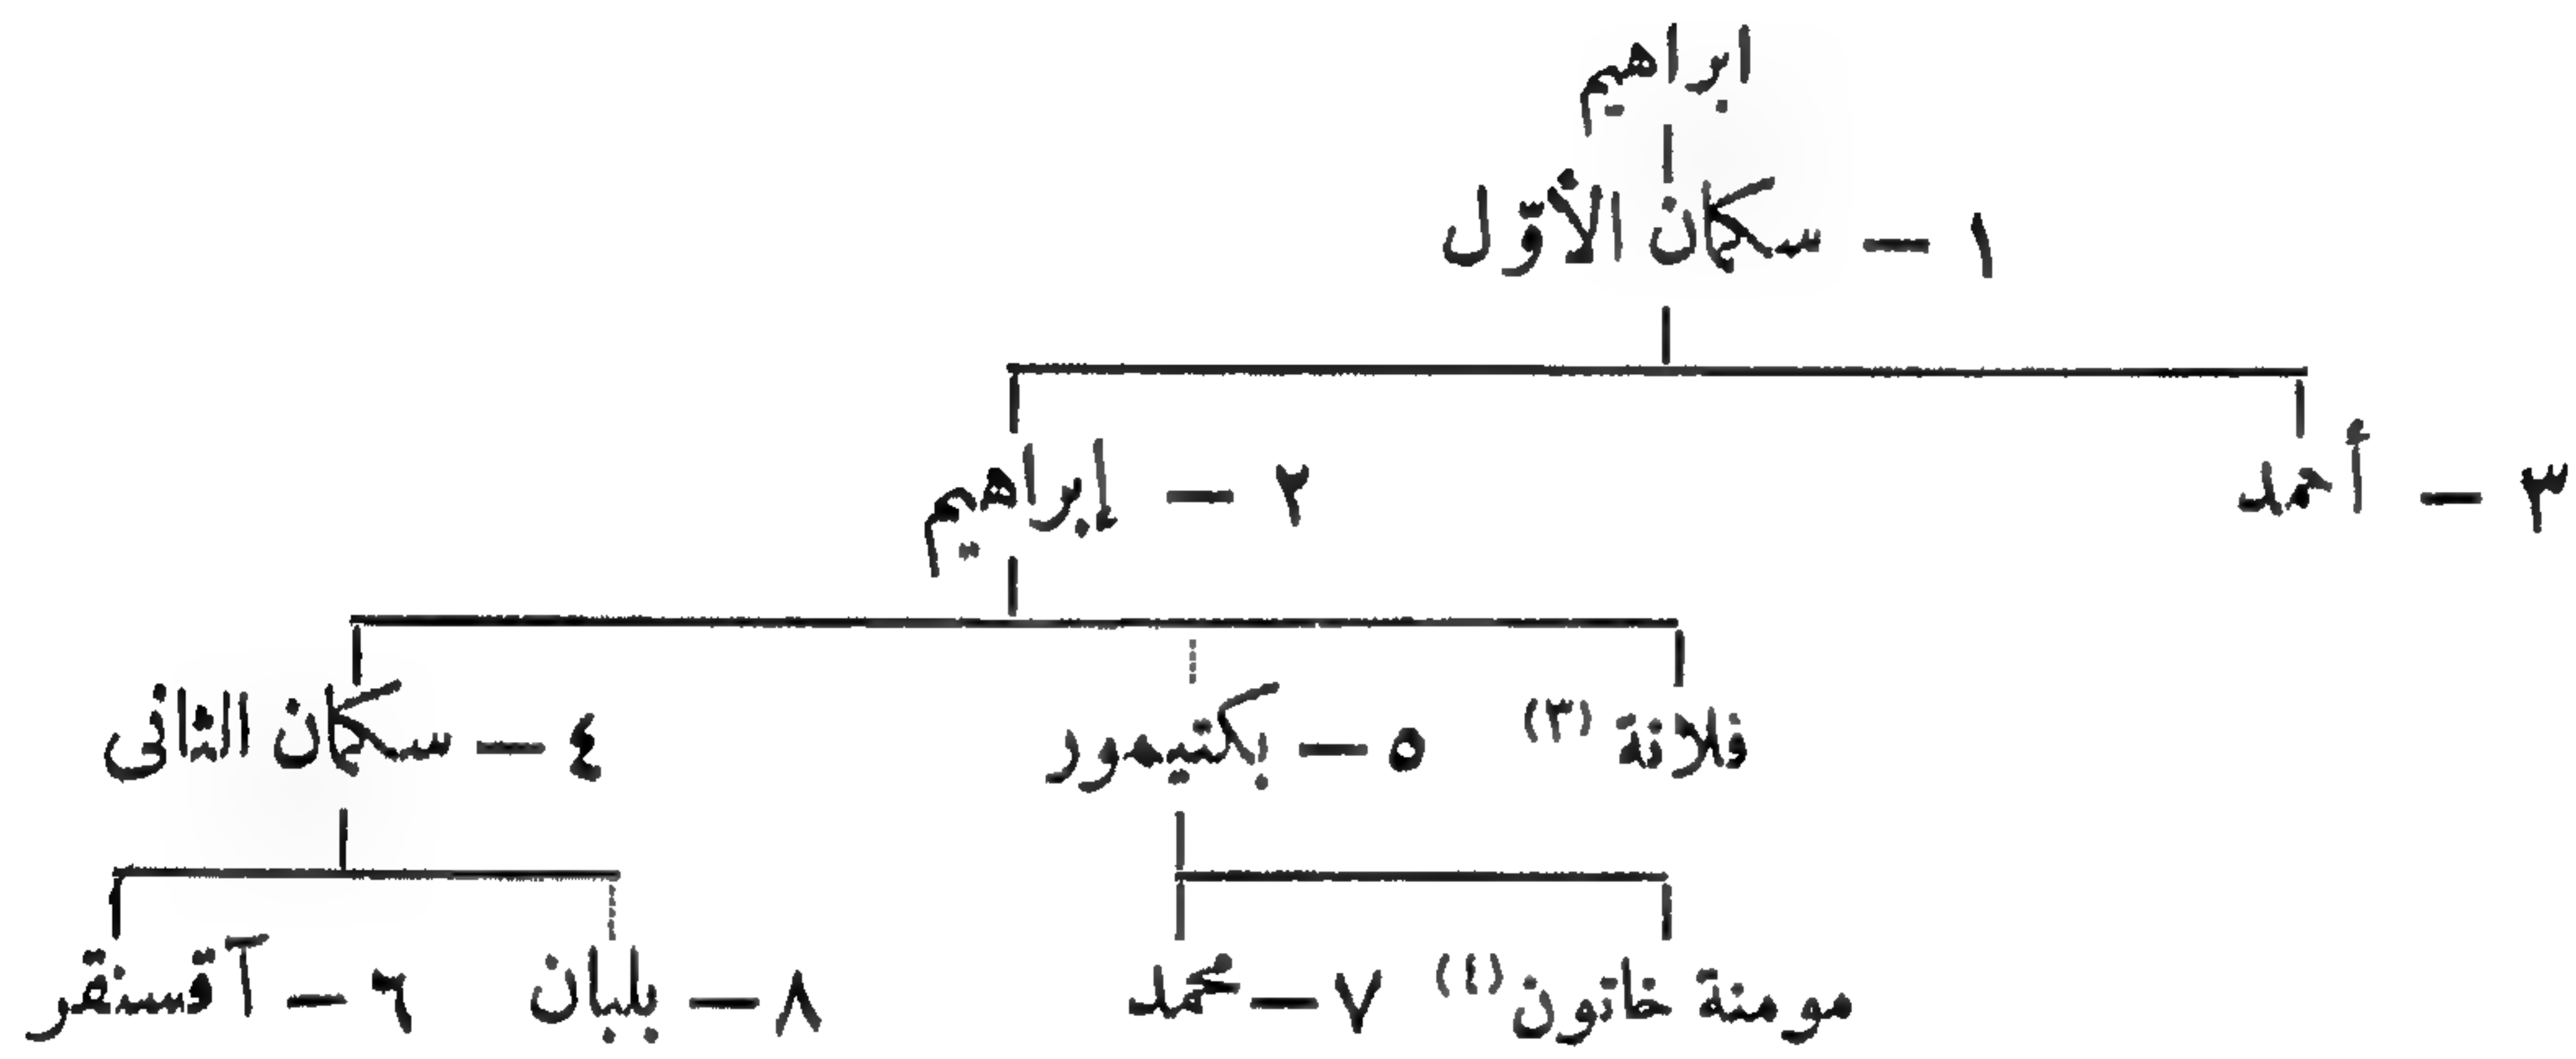 ابراهيم
١ – سكمان الأوّل
٣ – أحمد
٢ – إبراهيم
فلانة (٣)
٥ – بكتيمور
٤ – سكمان الثانى
مومنة خاتون (٤)
٧ – محمد
٨ – بلبان
٦ – آقسنقر